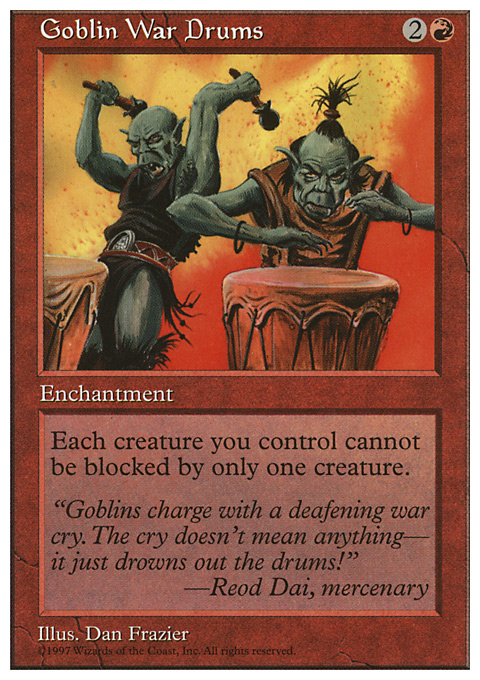 Goblin War Drums 2
Enchantment
Each creature you control cannot
be blocked by only one creature.
“Goblins charge with a deafening war
cry. The cry doesn’t mean anything—
it just drowns out the drums!”
—Reod Dai, mercenary
Illus. Dan Frazier
©1997 Wizards of the Coast, Inc. All rights reserved.